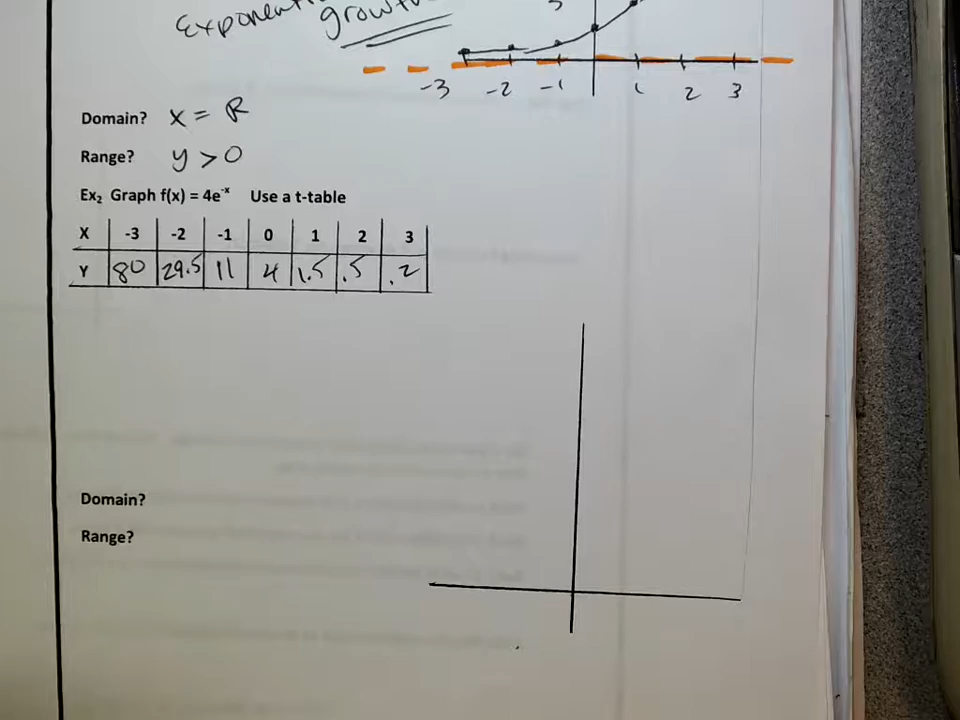 Exponential
growth
-3 -2 -1 1 2 3
Domain? x = R
Range? y > 0
Ex₂ Graph f(x) = 4e⁻ˣ Use a t-table
X -3 -2 -1 0 1 2 3
Y 80 29.5 11 4 1.5 .5 .2
Domain?
Range?